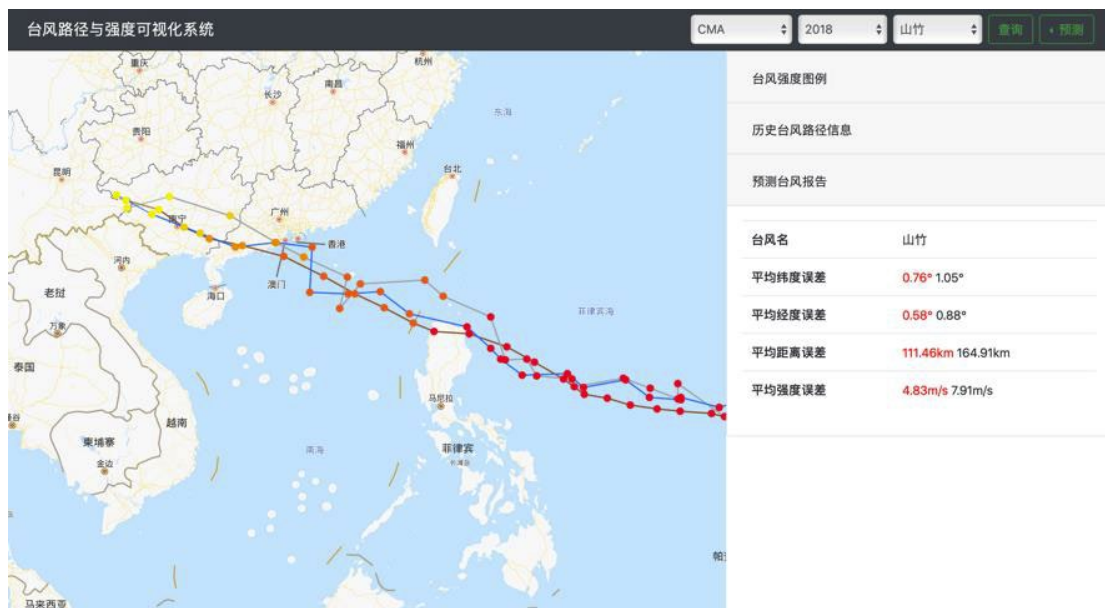 台风路径与强度可视化系统
CMA
2018
山竹
查询
预测
台风强度图例
历史台风路径信息
预测台风报告
台风名 山竹
平均纬度误差 0.76° 1.05°
平均经度误差 0.58° 0.88°
平均距离误差 111.46km 164.91km
平均强度误差 4.83m/s 7.91m/s
重庆
杭州
南昌
长沙
东海
贵阳
福州
昆明
台北
广州
南宁
香港
河内
澳门
老挝
海口
菲律宾海
万象
泰国
马尼拉
越南
柬埔寨
南海
菲律宾
金边
马来西亚